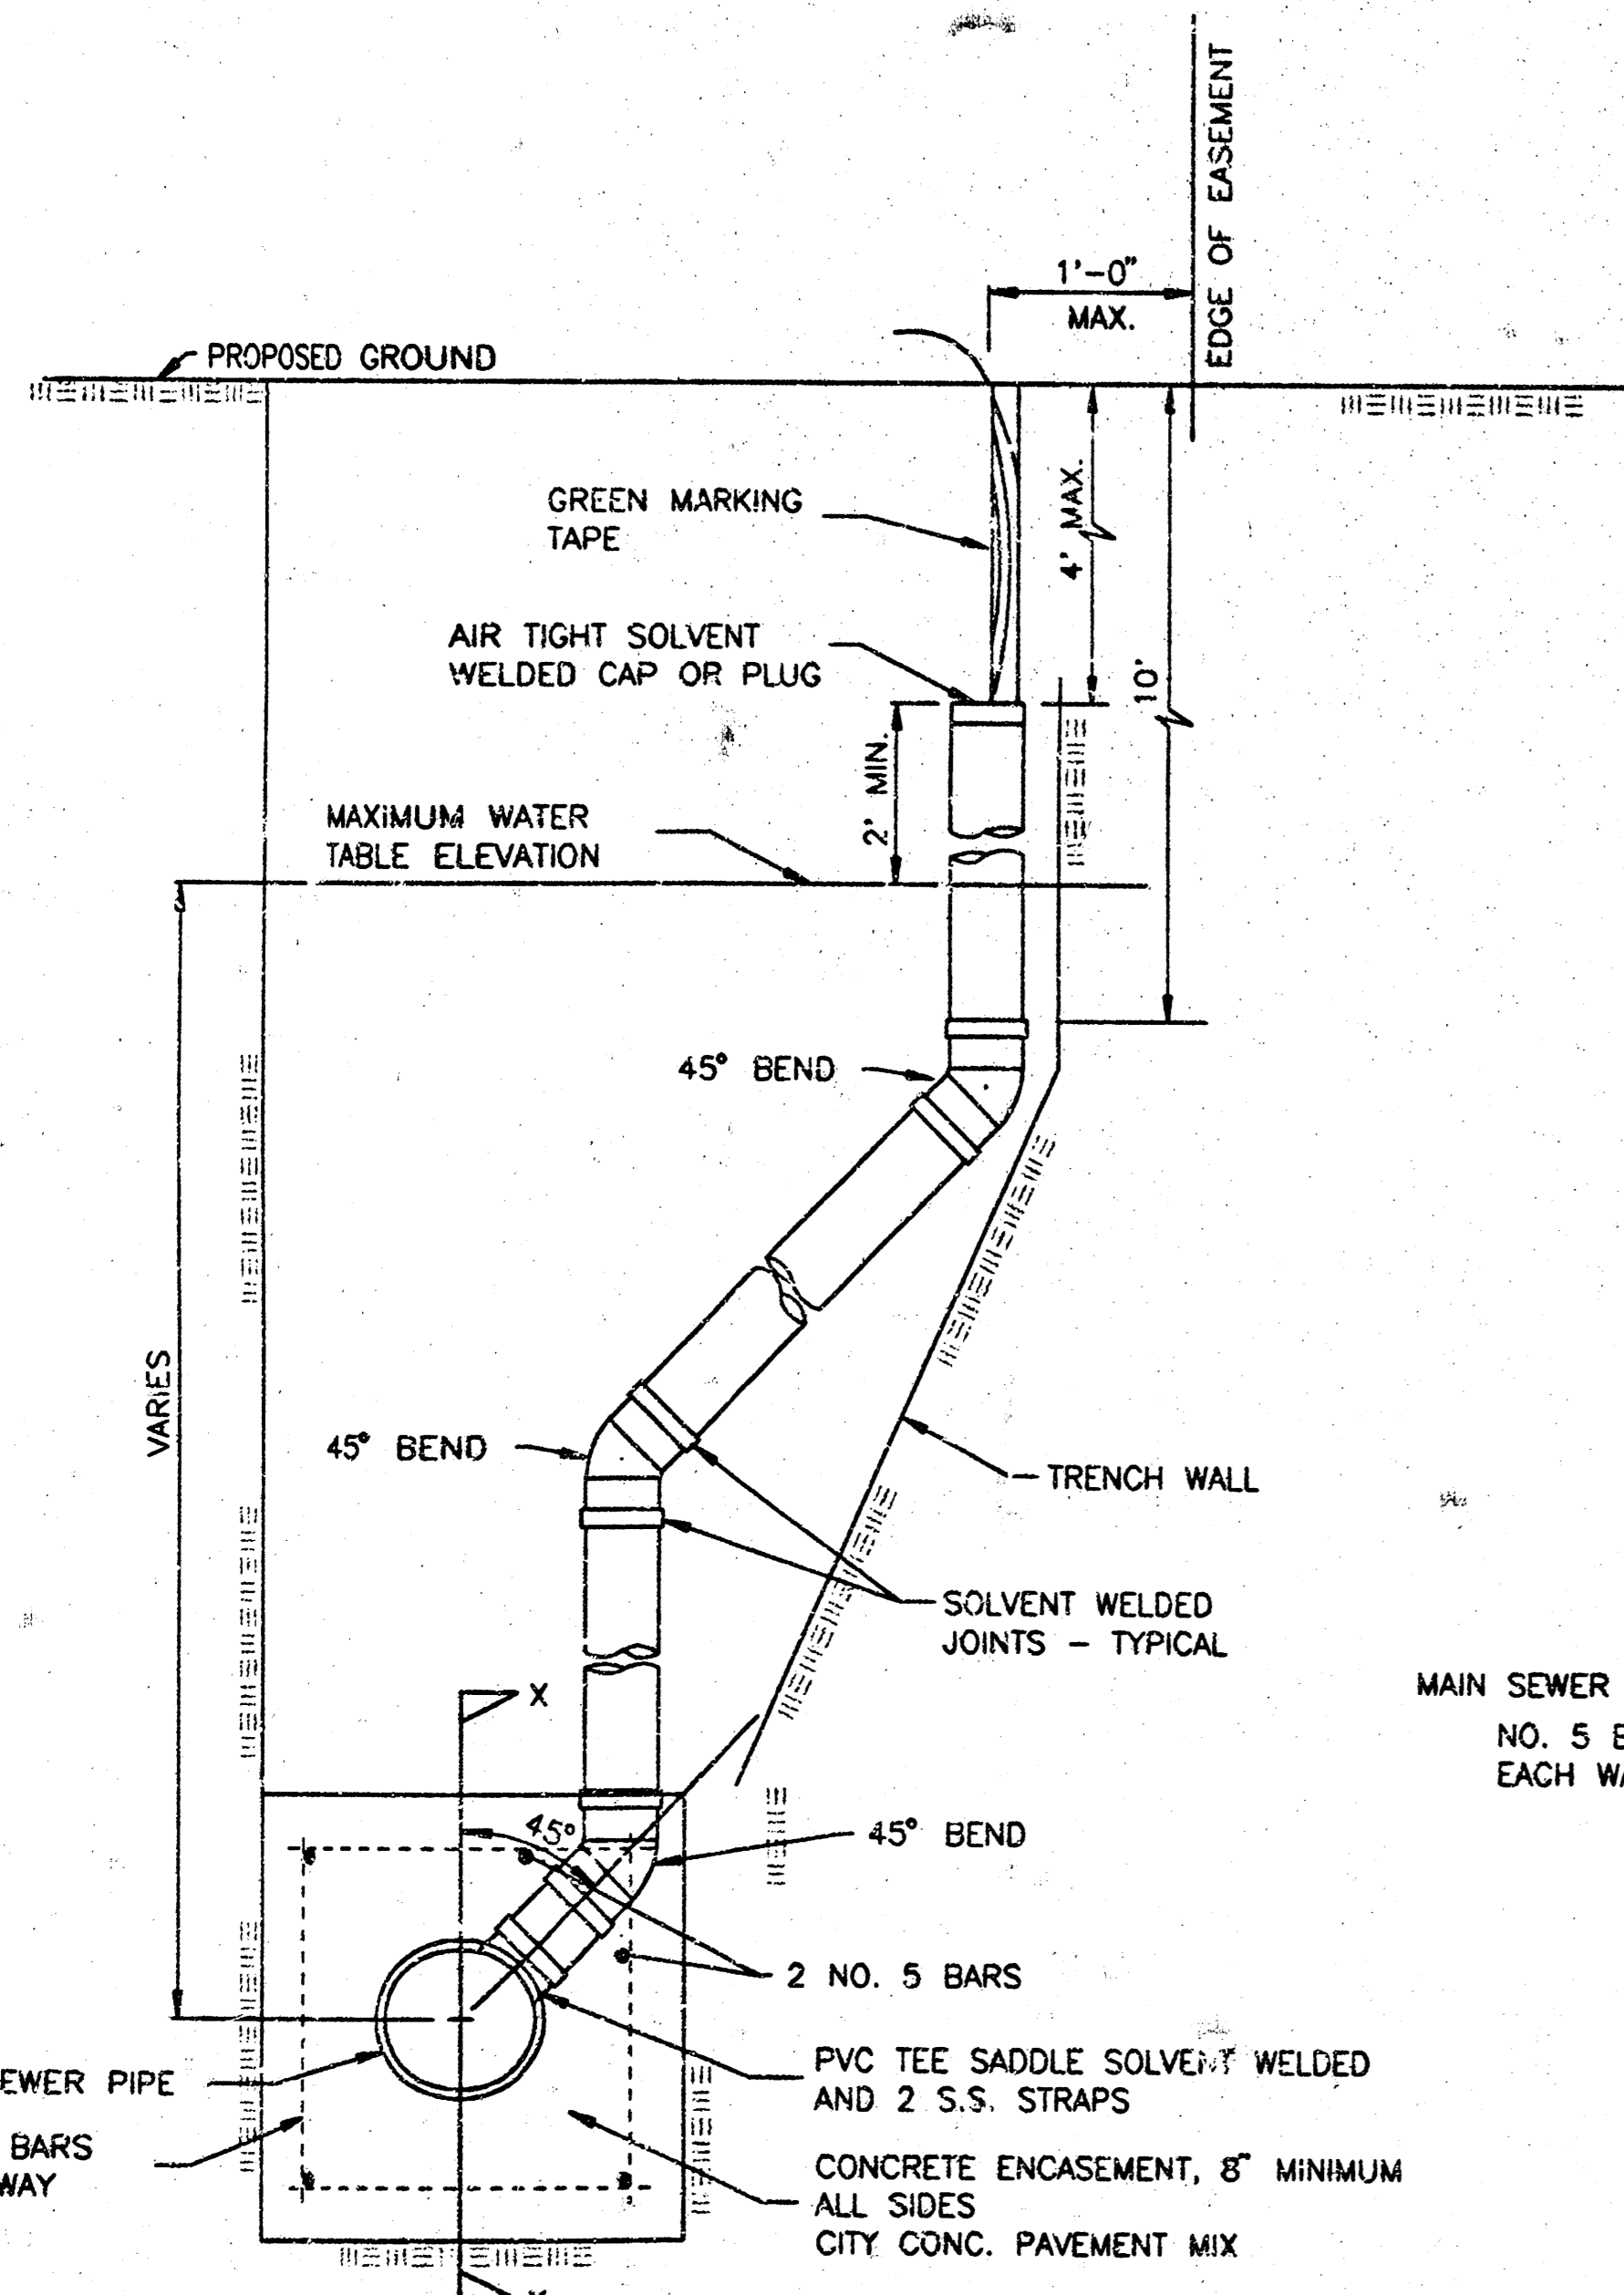 EDGE OF EASEMENT
1'-0"
MAX.
PROPOSED GROUND
GREEN MARKING
TAPE
4' MAX.
AIR TIGHT SOLVENT
WELDED CAP OR PLUG
10'
2' MIN.
MAXIMUM WATER
TABLE ELEVATION
45° BEND
VARIES
45° BEND
TRENCH WALL
SOLVENT WELDED
JOINTS - TYPICAL
X
MAIN SEWER
NO. 5
EACH
45°
45° BEND
2 NO. 5 BARS
PVC TEE SADDLE SOLVENT WELDED
AND 2 S.S. STRAPS
EWER PIPE
BARS
WAY
CONCRETE ENCASEMENT, 8" MINIMUM
ALL SIDES
CITY CONC. PAVEMENT MIX